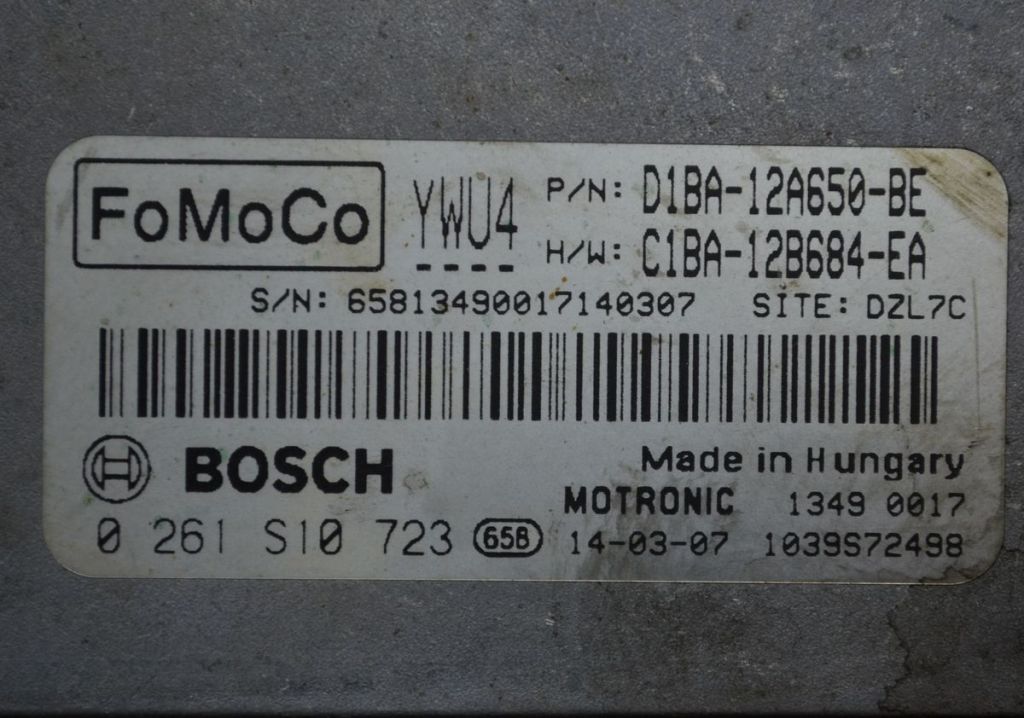 FoMoCo YWU4 P/N: D1BA-12A650-BE
H/W: C1BA-12B684-EA
S/N: 65813490017140307 SITE: DZL7C
BOSCH Made in Hungary
MOTRONIC 1349 0017
0 261 S10 723 65B 14-03-07 1039S72498